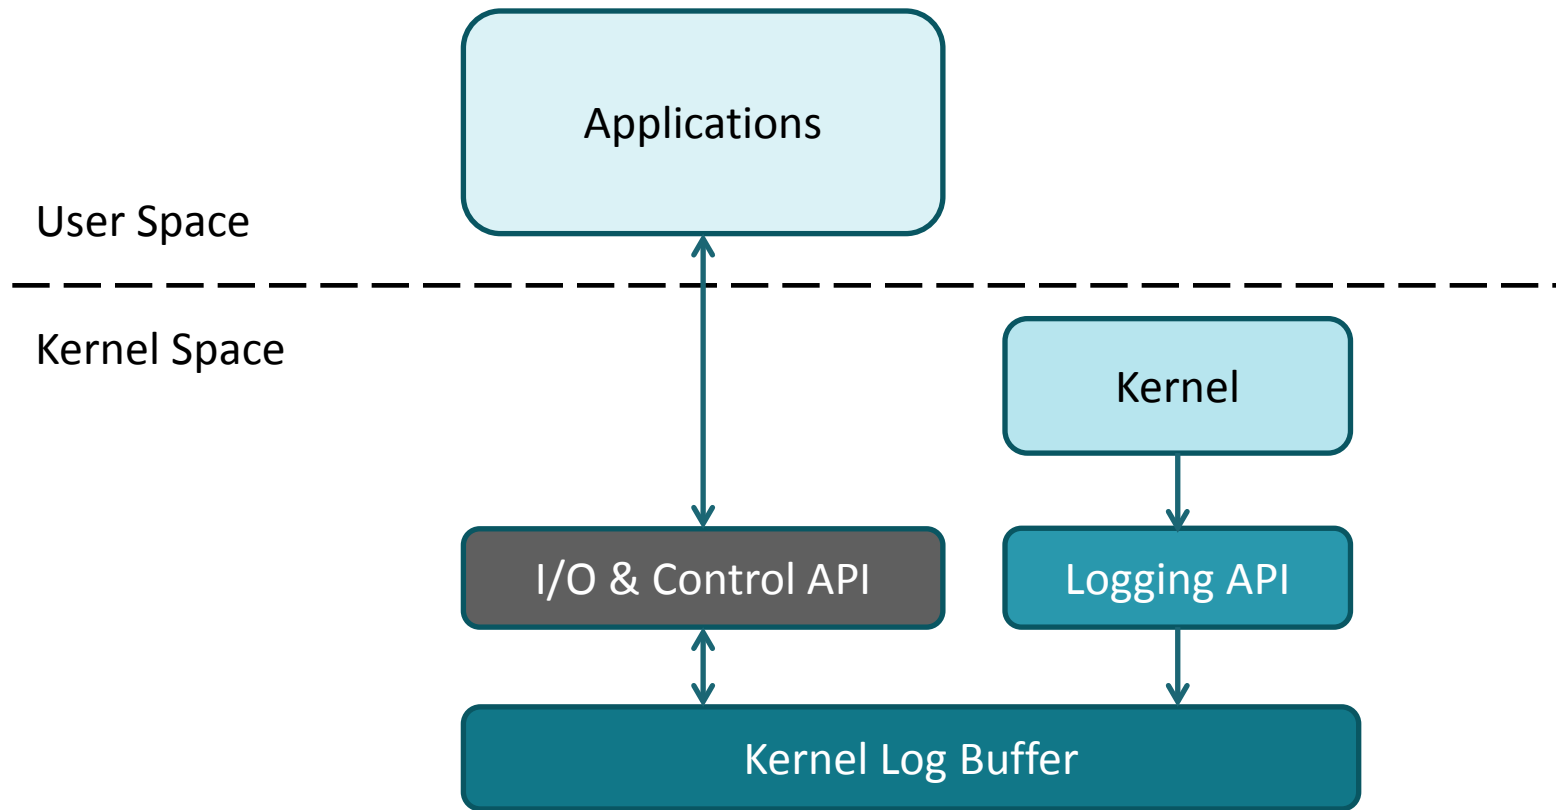 Applications
User Space
Kernel Space
Kernel
I/O & Control API
Logging API
Kernel Log Buffer